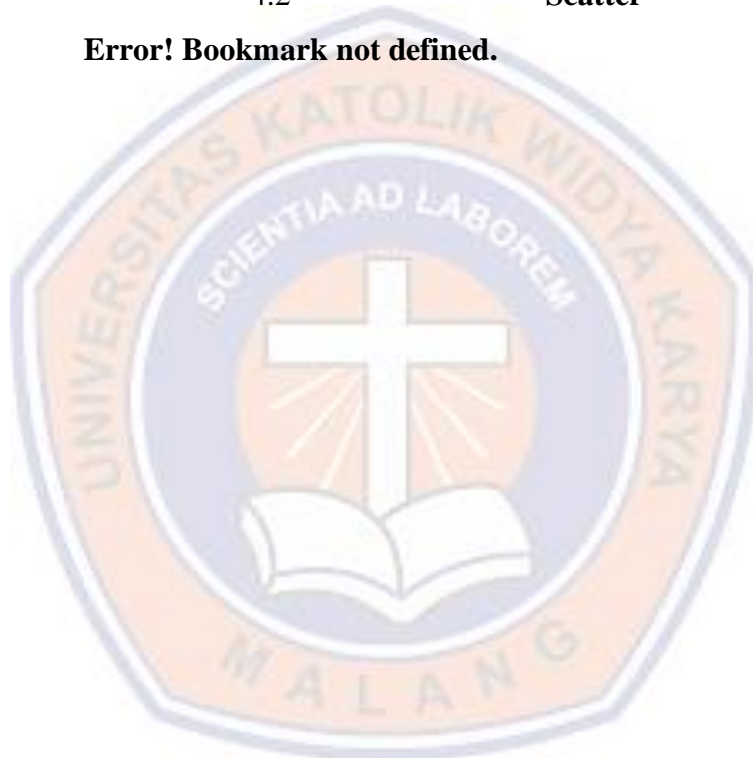 4.2 Scatter
Error! Bookmark not defined.
UNIVERSITAS KATOLIK WIDYA KARYA
SCIENTIA AD LABOREM
MALANG